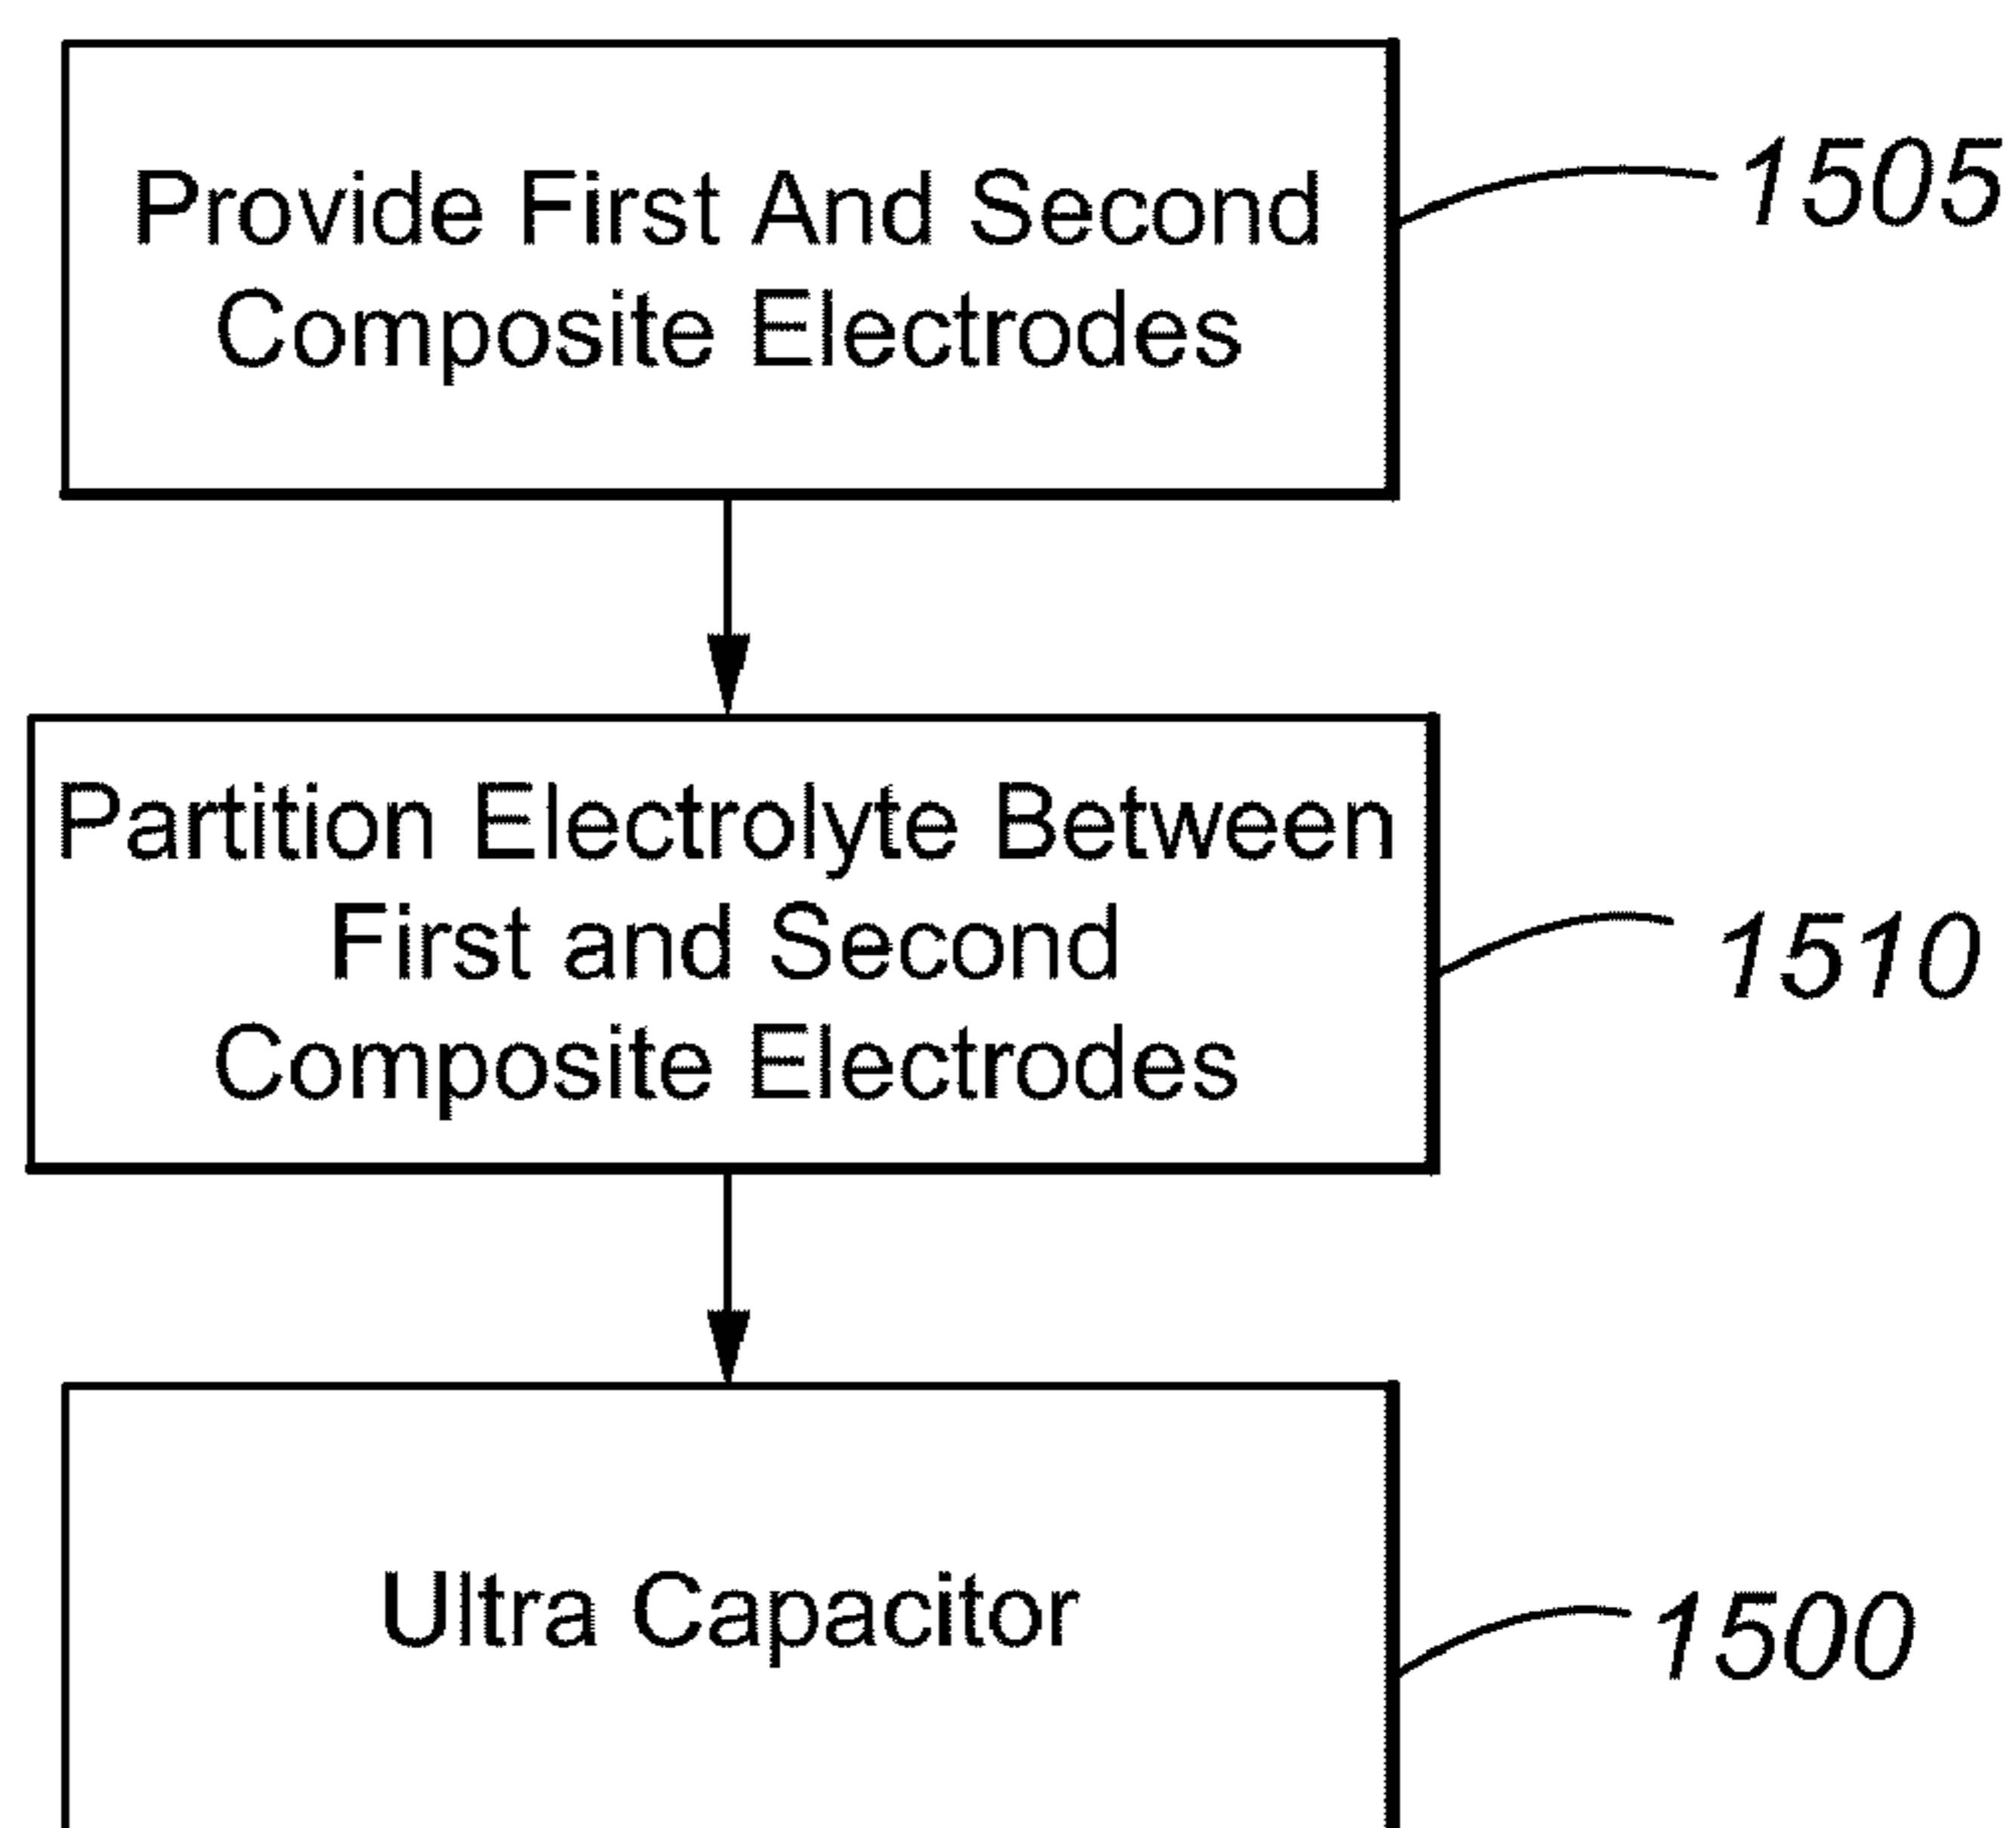 Provide First And Second
Composite Electrodes
1505
Partition Electrolyte Between
First and Second
Composite Electrodes
1510
Ultra Capacitor
1500